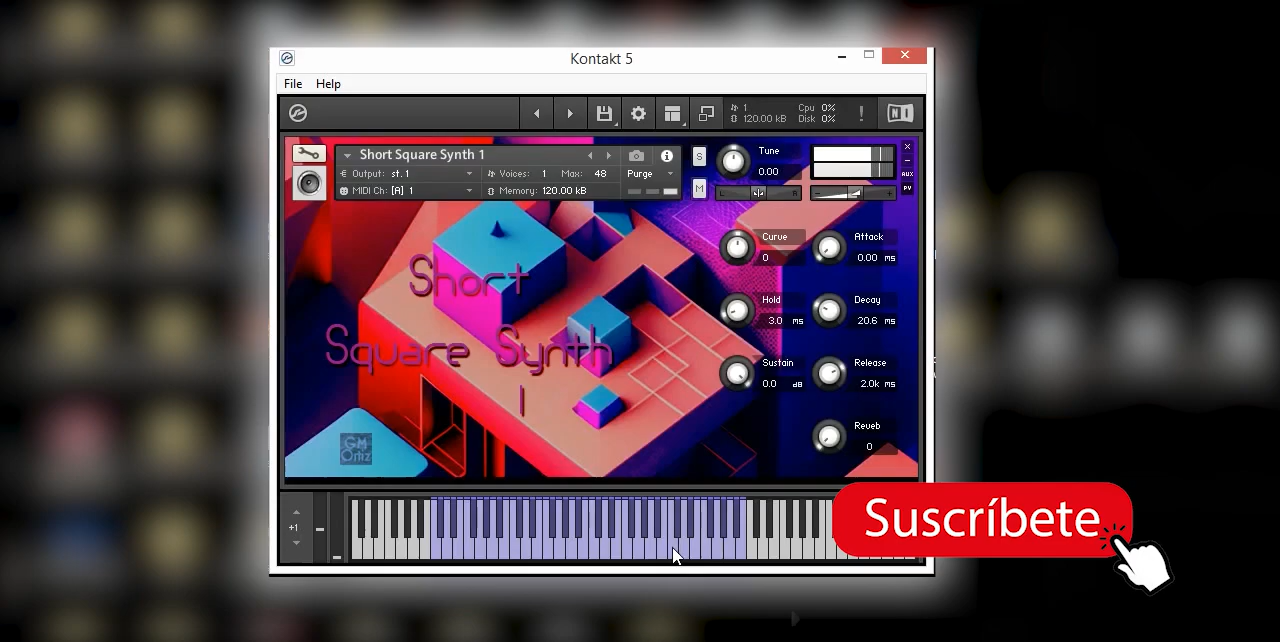 Kontakt 5
File Help
1 Cpu 0%
120.00 kB Disk 0%
! NI
Short Square Synth 1
Output: st. 1 Voices: 1 Max: 48 Purge
MIDI Ch: [A] 1 Memory: 120.00 kB
S
M
Tune
0.00
L R
- +
×
−
AUX
PV
Curve
0
Attack
0.00 ms
Hold
3.0 ms
Decay
20.6 ms
Sustain
0.0 dB
Release
2.0k ms
Reveb
0
Short
Square Synth
1
GM
Ortiz
+1
Suscríbete